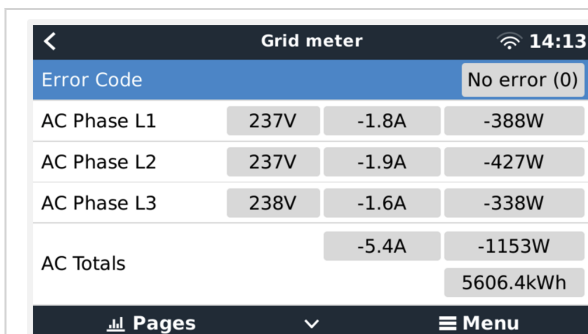 Grid meter 14:13
Error Code No error (0)
AC Phase L1 237V -1.8A -388W
AC Phase L2 237V -1.9A -427W
AC Phase L3 238V -1.6A -338W
AC Totals -5.4A -1153W
5606.4kWh
Pages Menu